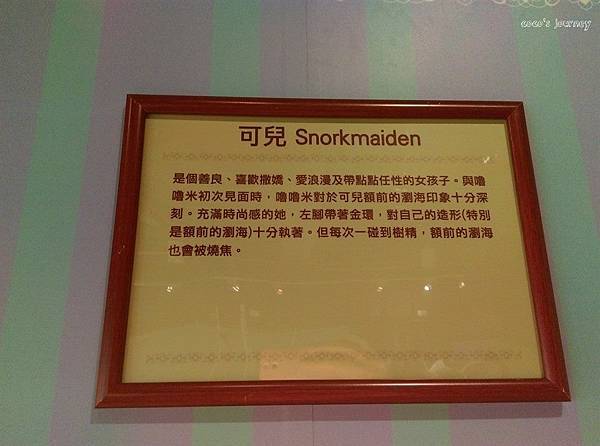 coco's journey
可兒 Snorkmaiden
是個善良、喜歡撒嬌、愛浪漫及帶點點任性的女孩子。與嚕
嚕米初次見面時，嚕嚕米對於可兒額前的瀏海印象十分深
刻。充滿時尚感的她，左腳帶著金環，對自己的造形(特別
是額前的瀏海)十分執著。但每次一碰到樹精，額前的瀏海
也會被燒焦。